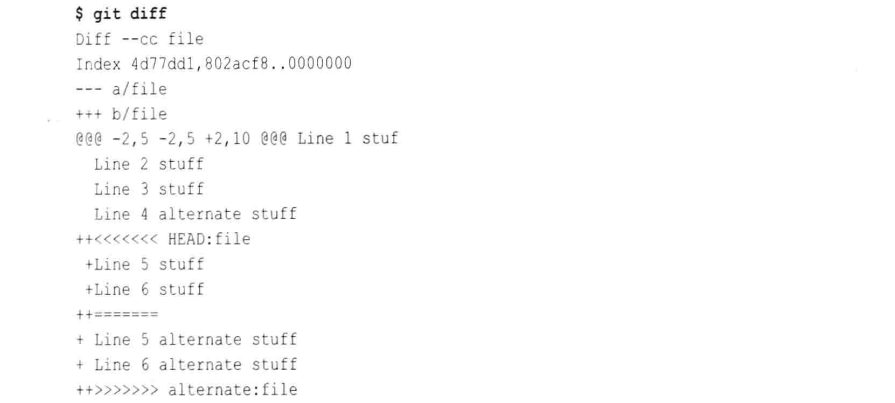 $ git diff
Diff --cc file
Index 4d77dd1,802acf8..0000000
--- a/file
+++ b/file
@@@ -2,5 -2,5 +2,10 @@@ Line 1 stuf
  Line 2 stuff
  Line 3 stuff
  Line 4 alternate stuff
++<<<<<<< HEAD:file
 +Line 5 stuff
 +Line 6 stuff
++=======
+ Line 5 alternate stuff
+ Line 6 alternate stuff
++>>>>>>> alternate:file